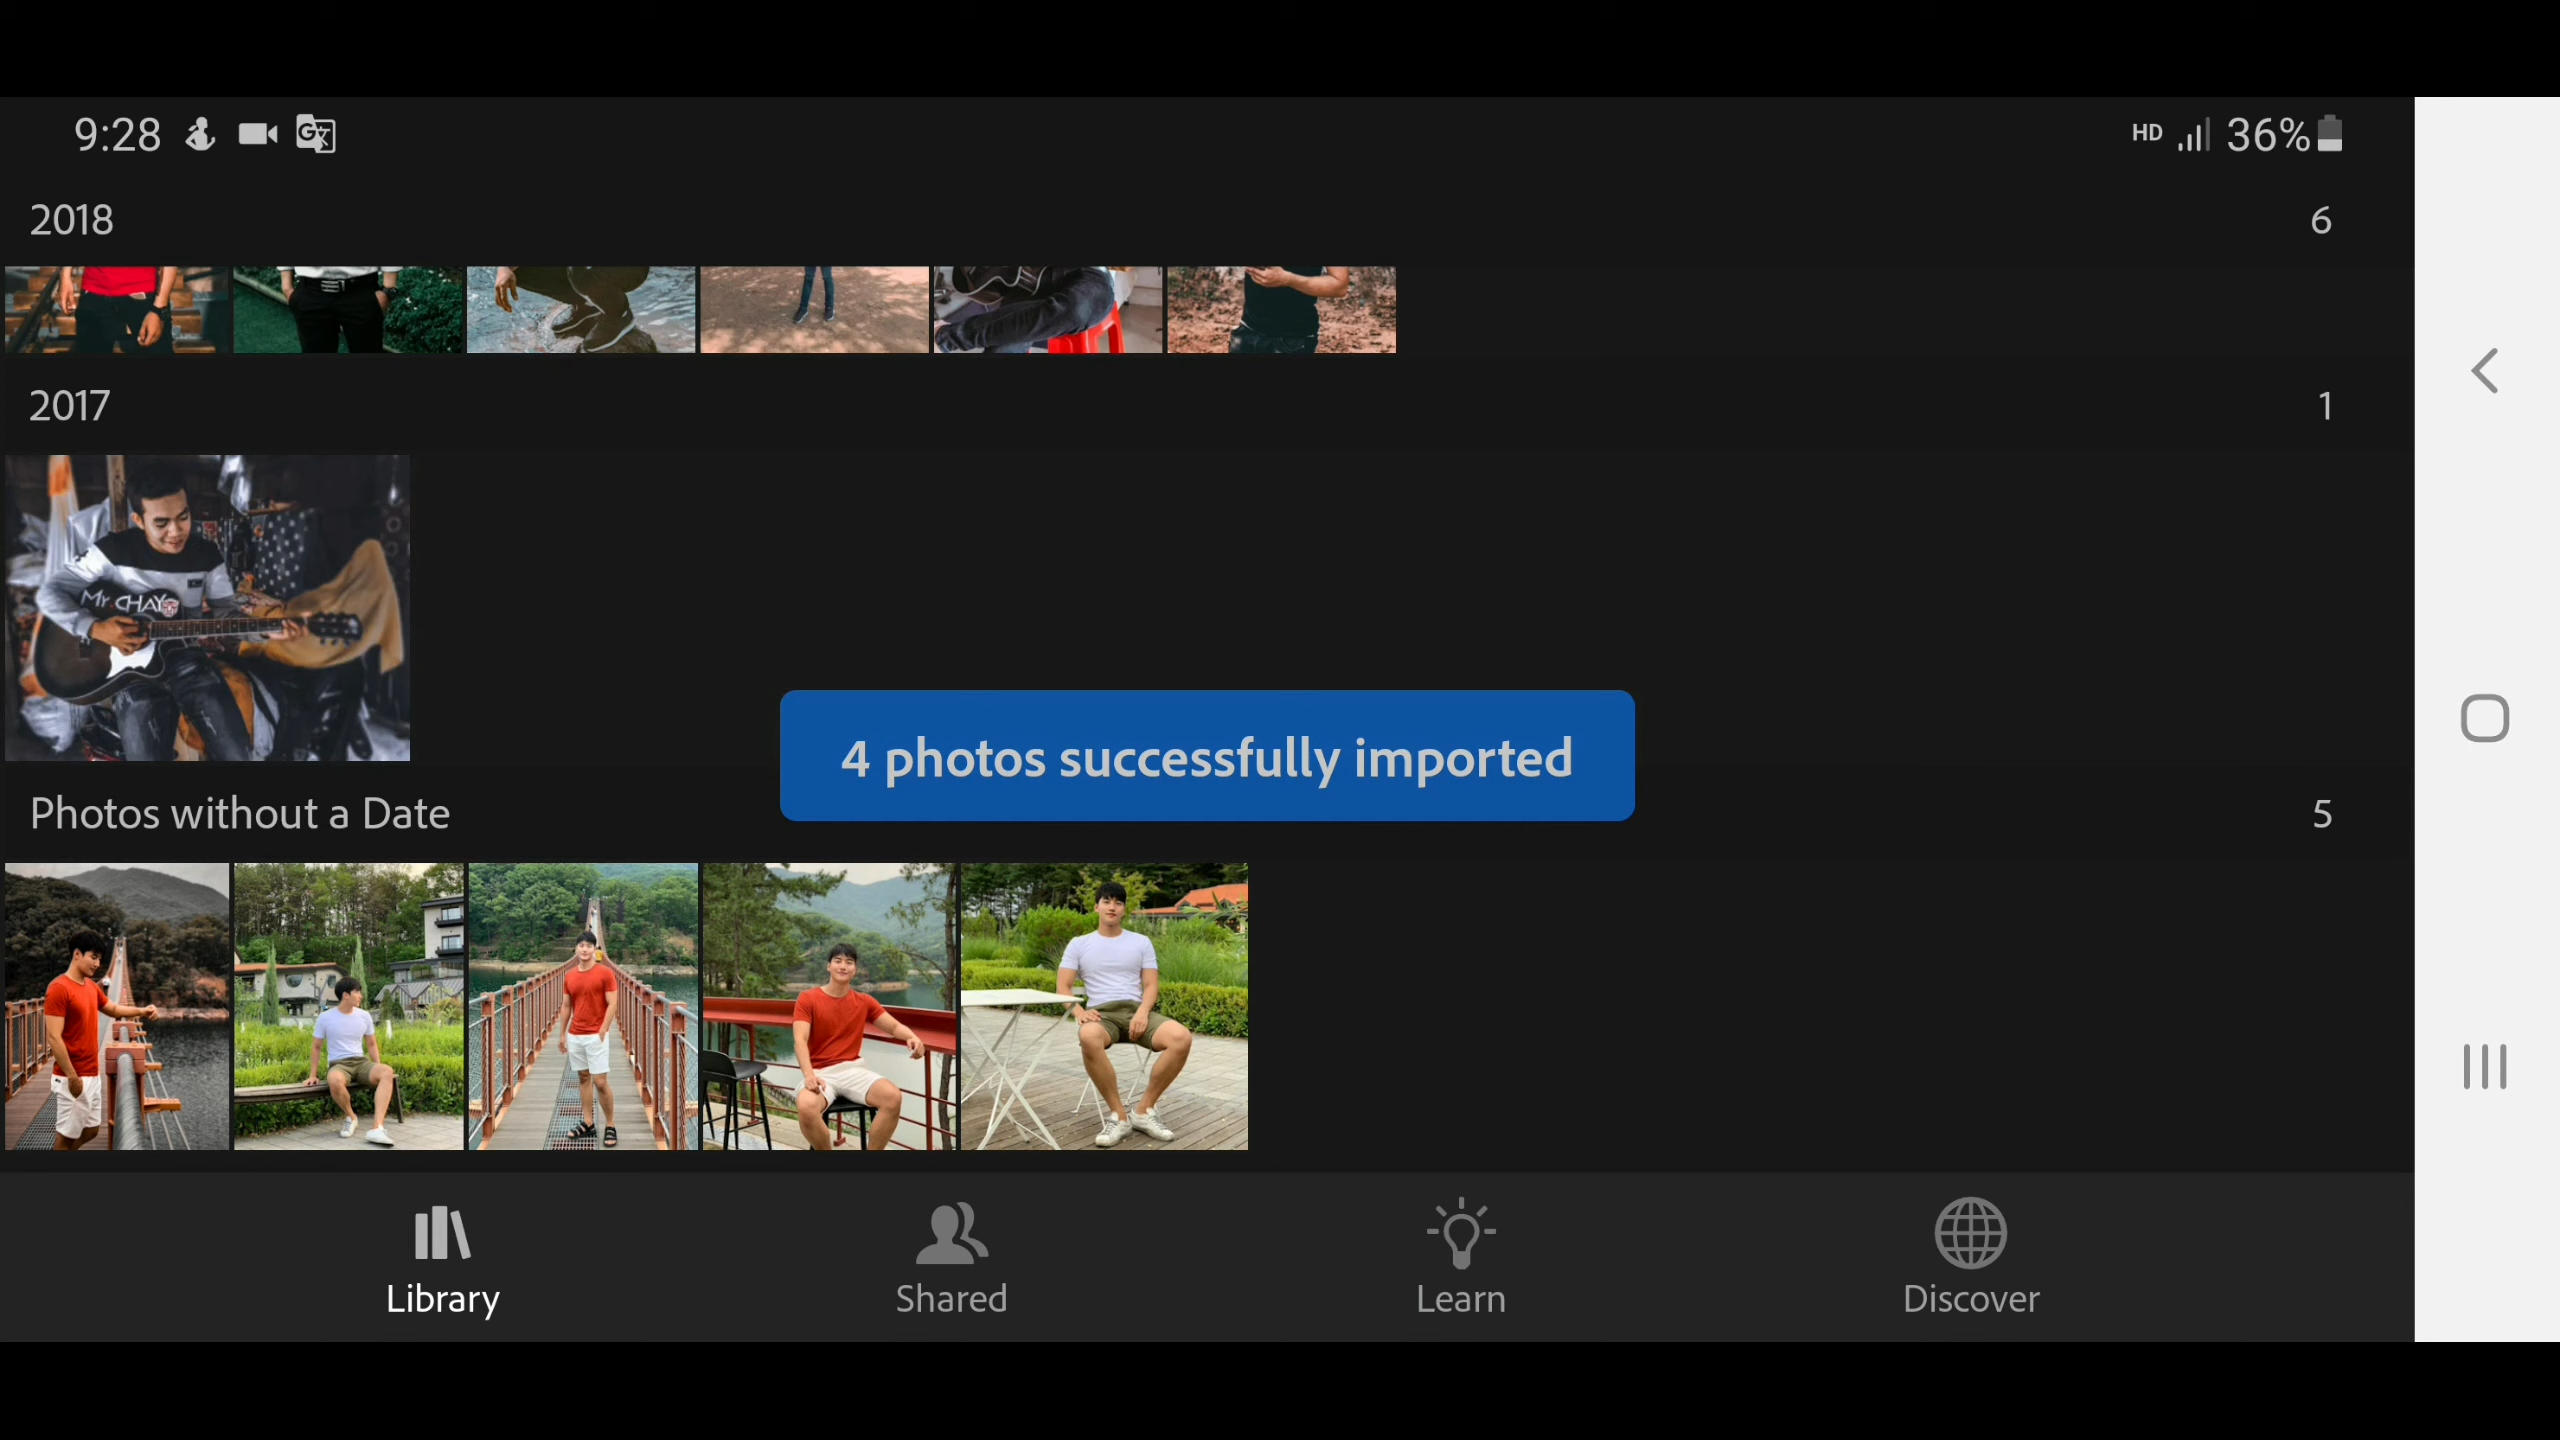 9:28
HD 36%
2018 6
2017 1
Mr. CHAY
4 photos successfully imported
Photos without a Date 5
Library Shared Learn Discover